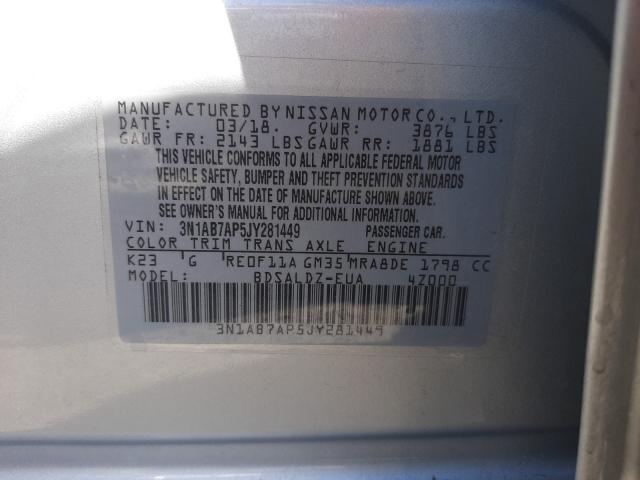 MANUFACTURED BY NISSAN MOTOR CO., LTD.
DATE: 03/18. GVWR: 3876 LBS
GAWR FR: 2143 LBS GAWR RR: 1881 LBS
THIS VEHICLE CONFORMS TO ALL APPLICABLE FEDERAL MOTOR
VEHICLE SAFETY, BUMPER AND THEFT PREVENTION STANDARDS
IN EFFECT ON THE DATE OF MANUFACTURE SHOWN ABOVE.
SEE OWNER'S MANUAL FOR ADDITIONAL INFORMATION.
VIN: 3N1AB7AP5JY281449 PASSENGER CAR.
COLOR TRIM TRANS AXLE ENGINE
K23 G RE0F11A GM35 MRA8DE 1798 CC
MODEL: BDSALDZ-EUA 4Z000
3N1AB7AP5JY281449